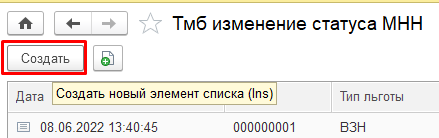 Тмб изменение статуса МНН
Создать
Дата
Создать новый элемент списка (Ins)
Тип льготы
08.06.2022 13:40:45 000000001 ВЗН